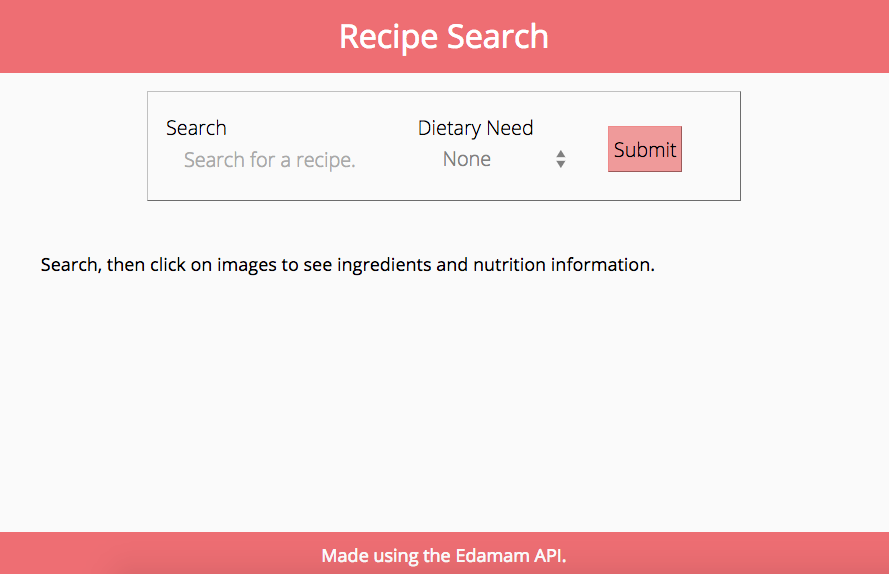 Recipe Search
Search
Dietary Need
Search for a recipe.
None
Submit
Search, then click on images to see ingredients and nutrition information.
Made using the Edamam API.